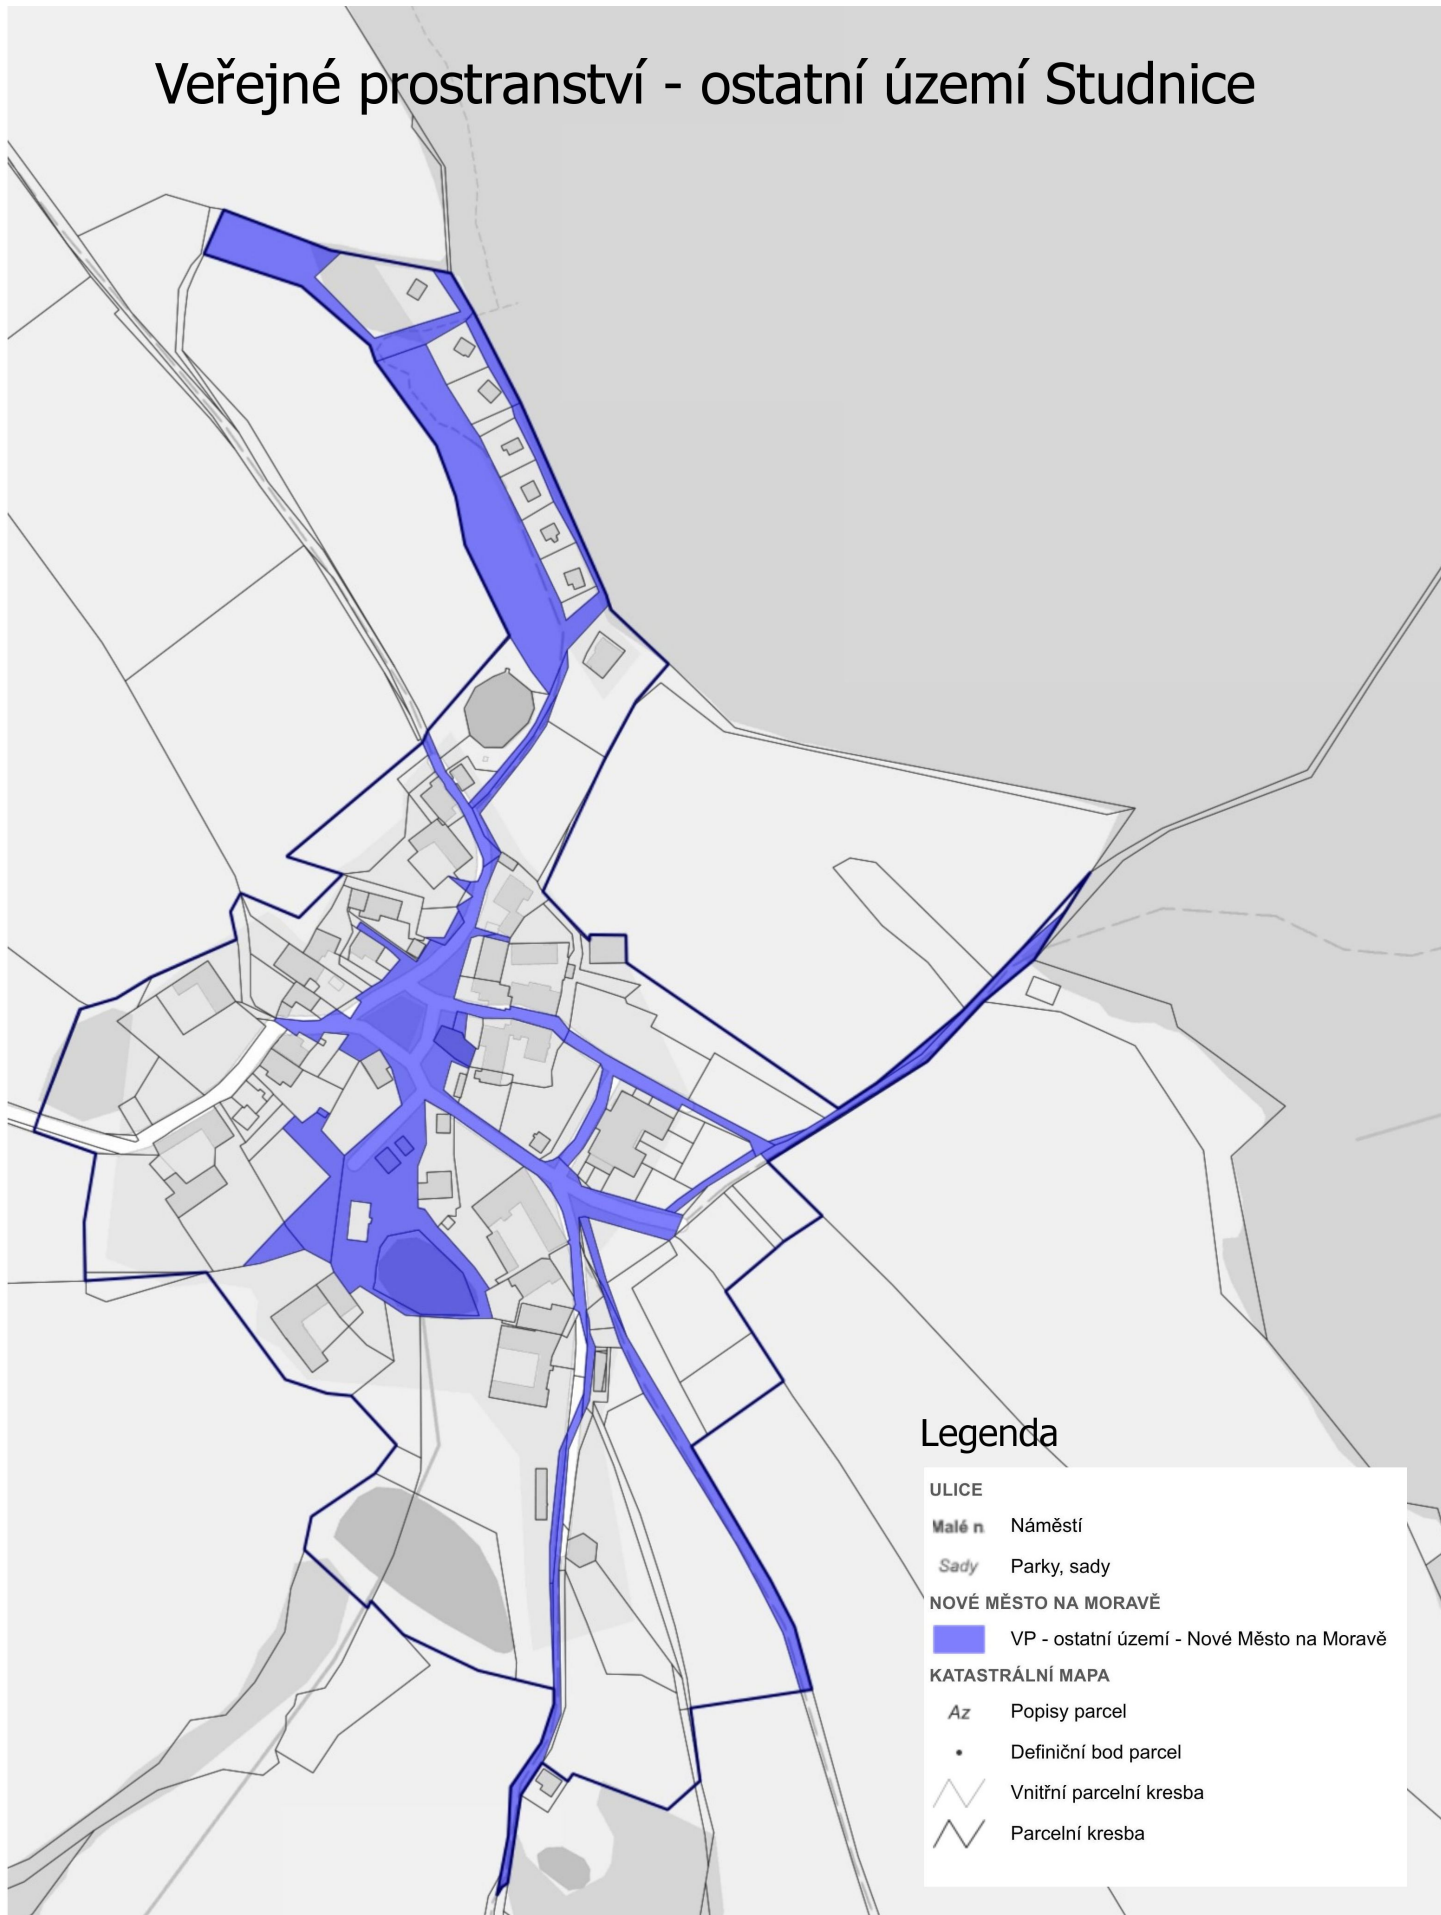 Veřejné prostranství - ostatní území Studnice
Legenda
ULICE
Malé n
Náměstí
Sady
Parky, sady
NOVÉ MĚSTO NA MORAVĚ
VP - ostatní území - Nové Město na Moravě
KATASTRÁLNÍ MAPA
Az
Popisy parcel
Definiční bod parcel
Vnitřní parcelní kresba
Parcelní kresba